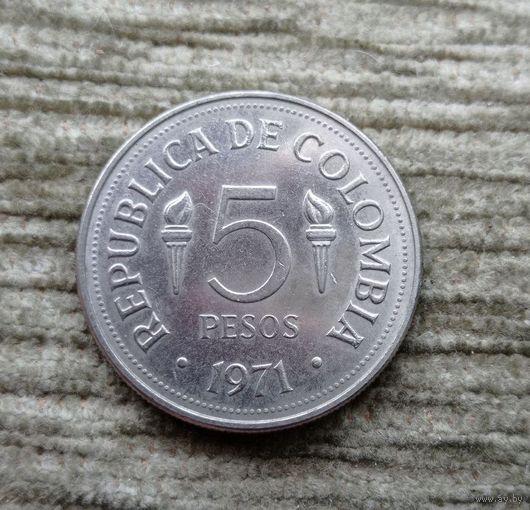 REPUBLICA DE COLOMBIA
5
PESOS
· 1971 ·
www.ay.by